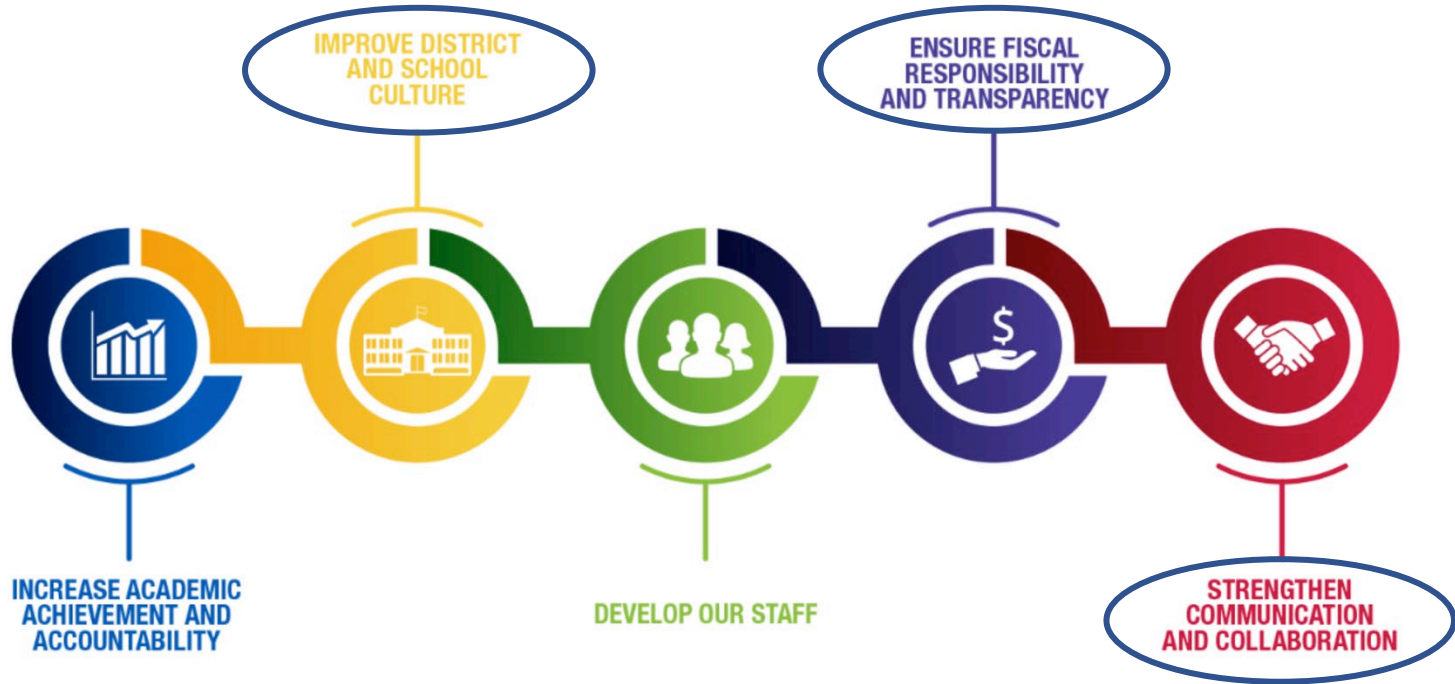 IMPROVE DISTRICT
AND SCHOOL
CULTURE
ENSURE FISCAL
RESPONSIBILITY
AND TRANSPARENCY
$
INCREASE ACADEMIC
ACHIEVEMENT AND
ACCOUNTABILITY
DEVELOP OUR STAFF
STRENGTHEN
COMMUNICATION
AND COLLABORATION